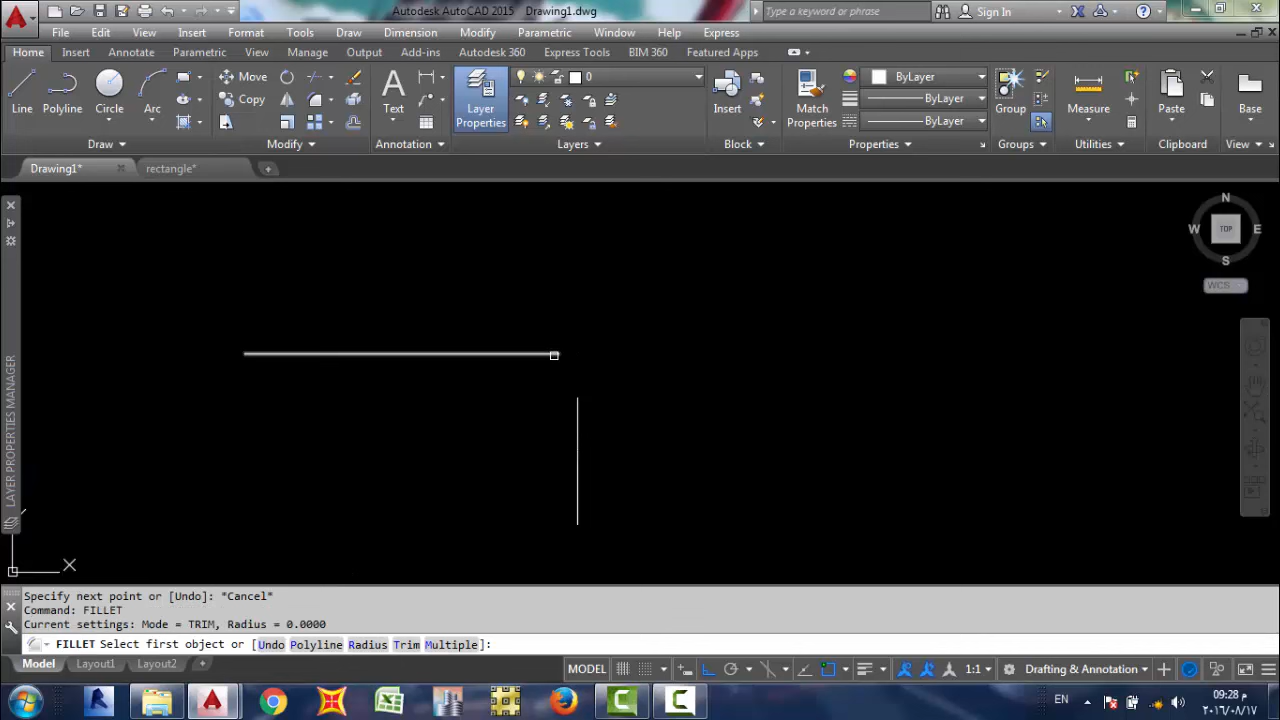 Autodesk AutoCAD 2015 Drawing1.dwg
Type a keyword or phrase
Sign In
File Edit View Insert Format Tools Draw Dimension Modify Parametric Window Help Express
Home Insert Annotate Parametric View Manage Output Add-ins Autodesk 360 Express Tools BIM 360 Featured Apps
Line Polyline Circle Arc
Move
Copy
Text
Layer
Properties
0
Insert
Match
Properties
ByLayer
ByLayer
ByLayer
Group
Measure
Paste
Base
Draw Modify Annotation Layers Block Properties Groups Utilities Clipboard View
Drawing1* rectangle*
N
W TOP E
S
WCS
LAYER PROPERTIES MANAGER
X
Specify next point or [Undo]: *Cancel*
Command: FILLET
Current settings: Mode = TRIM, Radius = 0.0000
FILLET Select first object or [Undo Polyline Radius Trim Multiple]:
Model Layout1 Layout2
MODEL 1:1 Drafting & Annotation
EN
09:28 م
٢٠١٦/٠٨/١٧